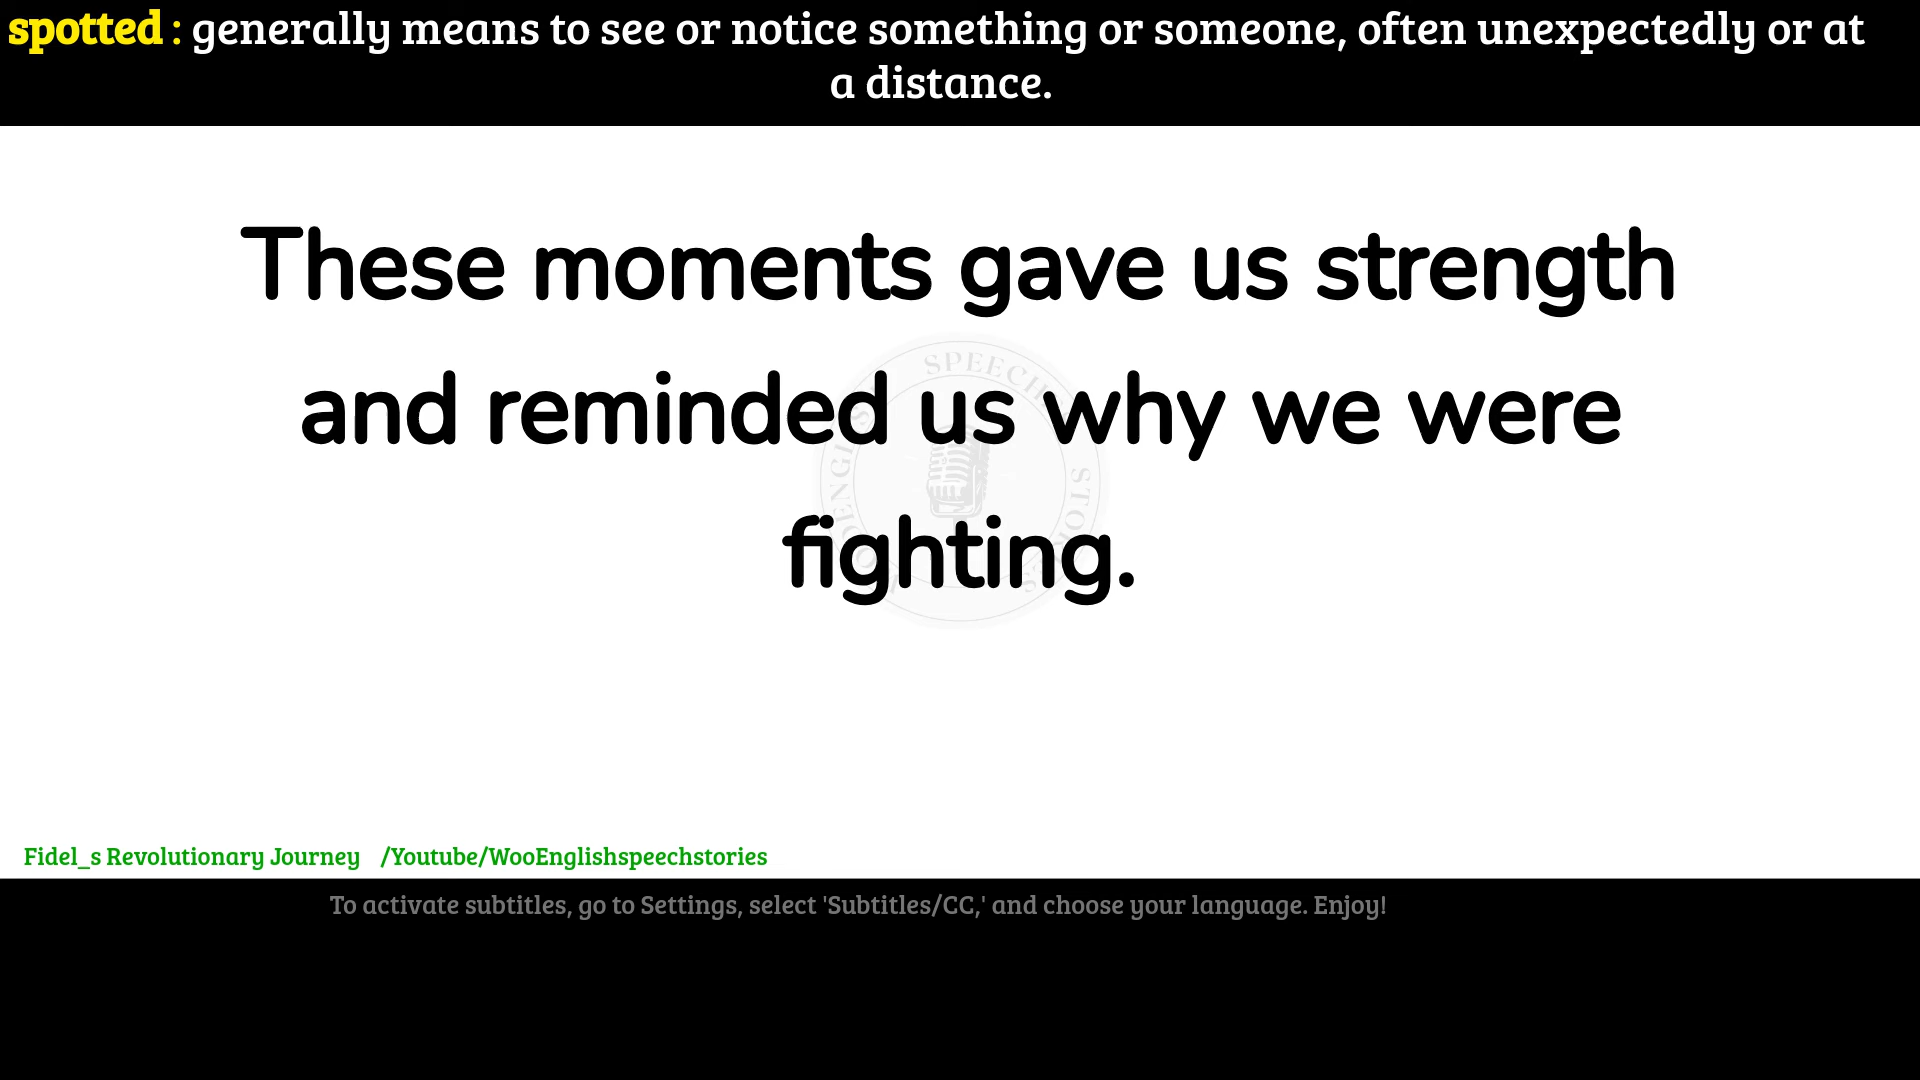 spotted : generally means to see or notice something or someone, often unexpectedly or at
a distance.
These moments gave us strength
and reminded us why we were
fighting.
Fidel_s Revolutionary Journey /Youtube/WooEnglishspeechstories
To activate subtitles, go to Settings, select 'Subtitles/CC,' and choose your language. Enjoy!